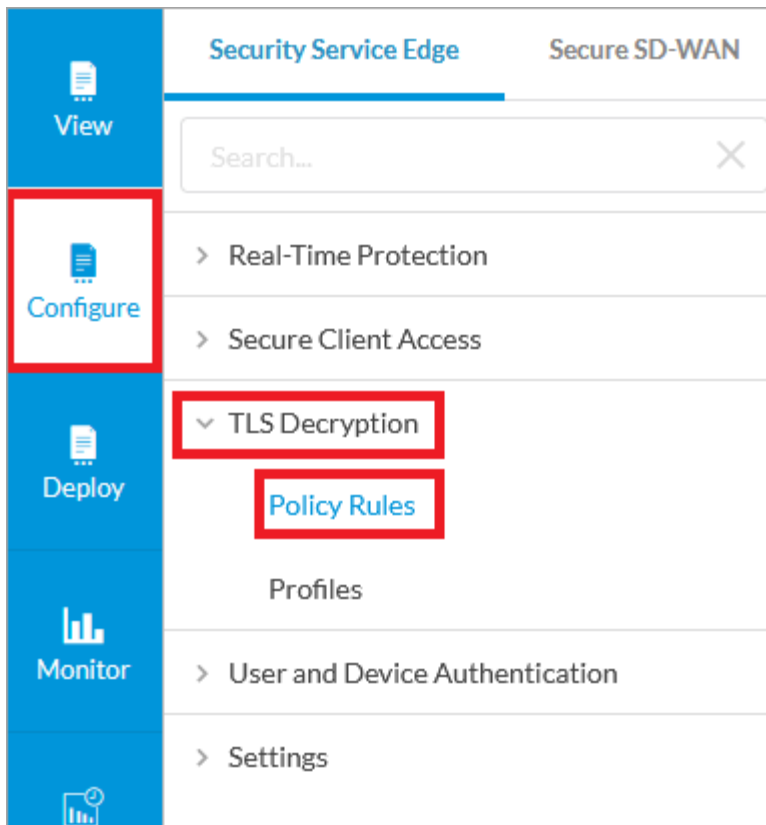 Security Service Edge
Secure SD-WAN
View
Search...
Real-Time Protection
Configure
Secure Client Access
TLS Decryption
Deploy
Policy Rules
Profiles
Monitor
User and Device Authentication
Settings